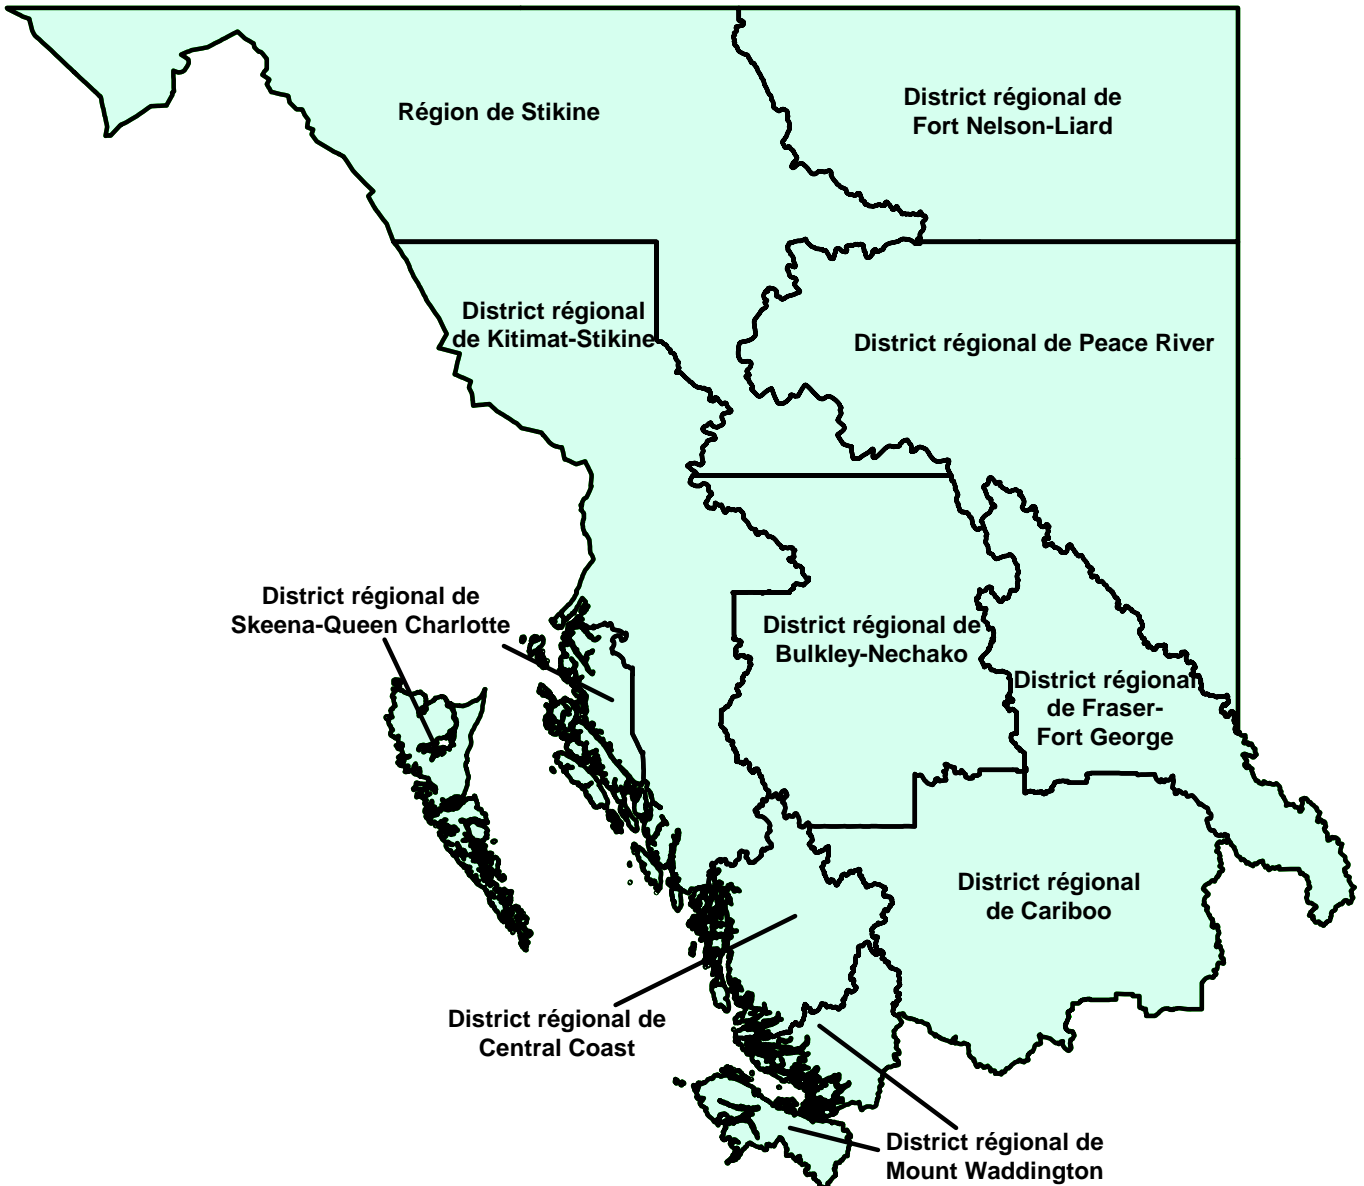 Région de Stikine
District régional de
Fort Nelson-Liard
District régional
de Kitimat-Stikine
District régional de Peace River
District régional de
Skeena-Queen Charlotte
District régional de
Bulkley-Nechako
District régional
de Fraser-
Fort George
District régional
de Cariboo
District régional de
Central Coast
District régional de
Mount Waddington